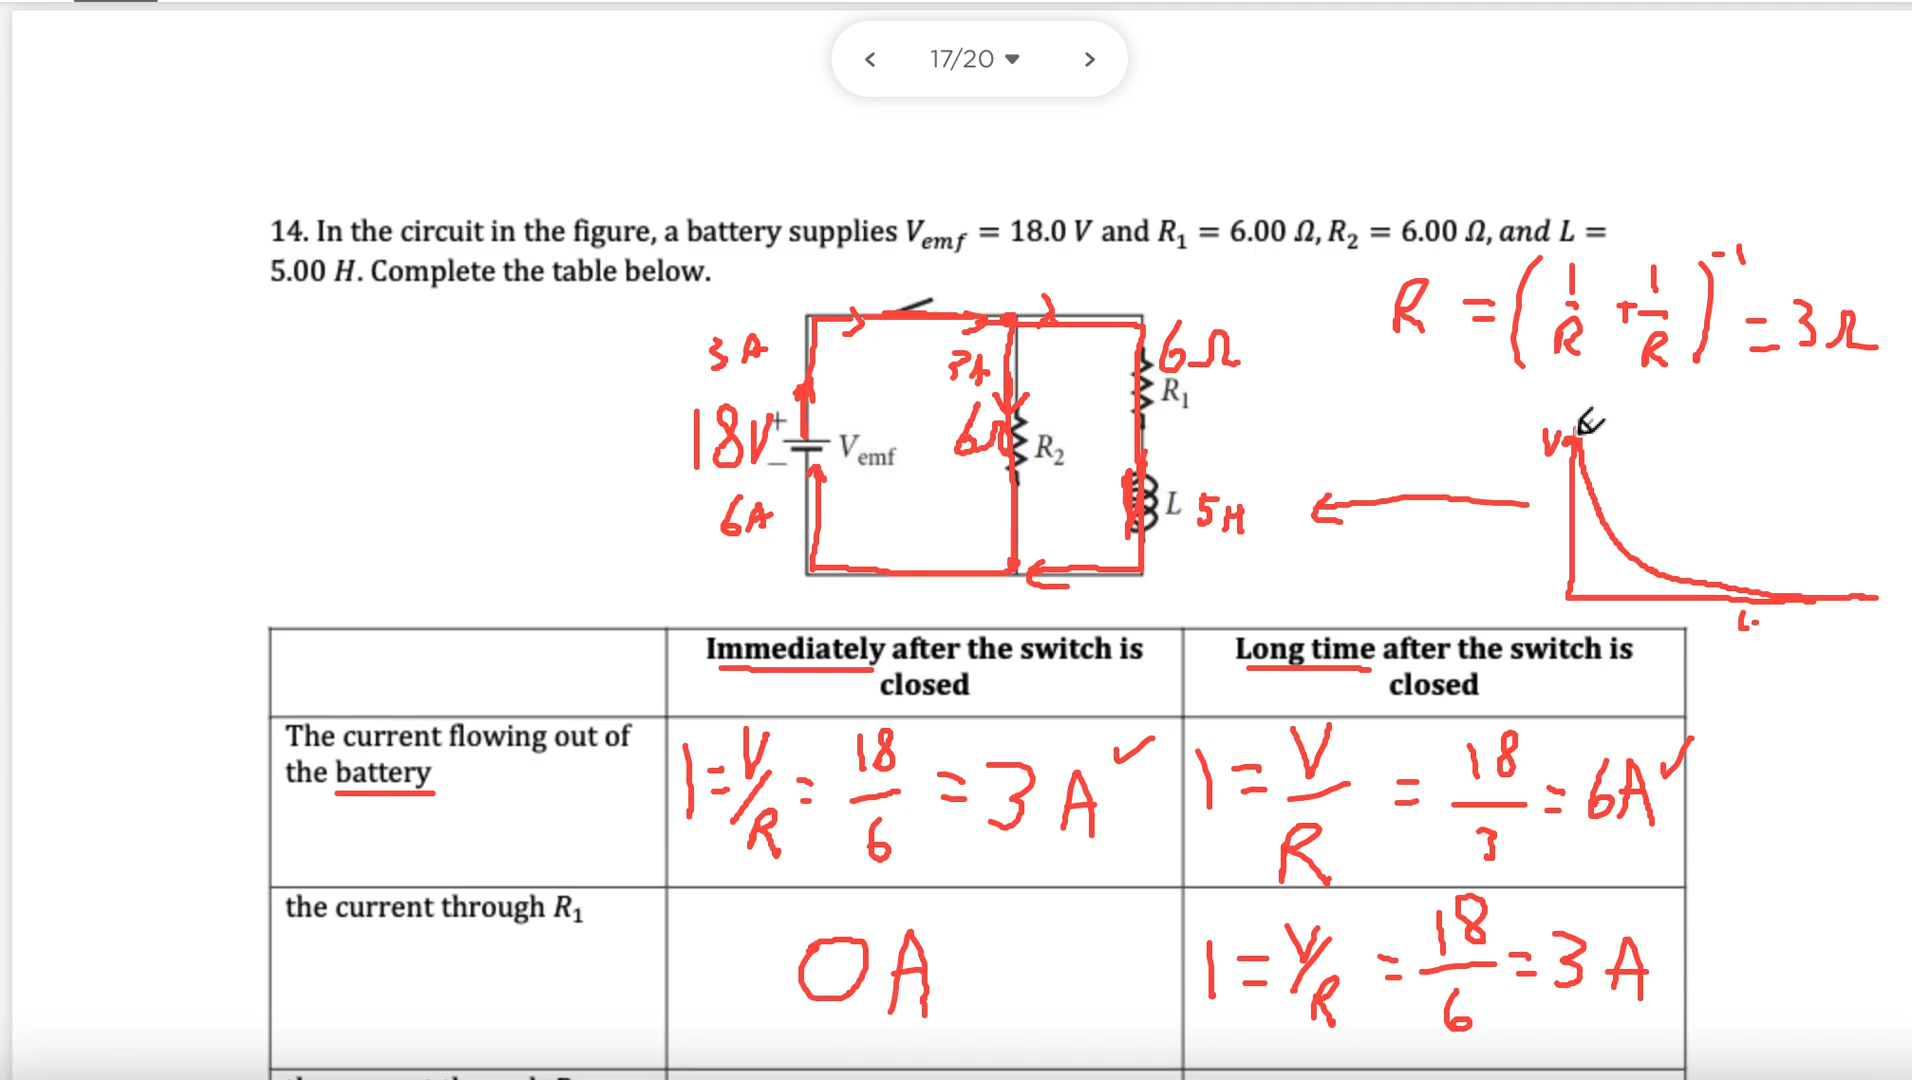 17/20
14. In the circuit in the figure, a battery supplies V_emf = 18.0 V and R₁ = 6.00 Ω, R₂ = 6.00 Ω, and L =
5.00 H. Complete the table below.
R = (1/R + 1/R)⁻¹ = 3Ω
3A
3A
6Ω
R₁
18V
+
−
V_emf
6Ω
R₂
V
6A
L
5H
Immediately after the switch is
closed
Long time after the switch is
closed
The current flowing out of
the battery
I = V/R = 18/6 = 3 A ✓
I = V/R = 18/3 = 6A ✓
the current through R₁
0A
I = V/R = 18/6 = 3 A